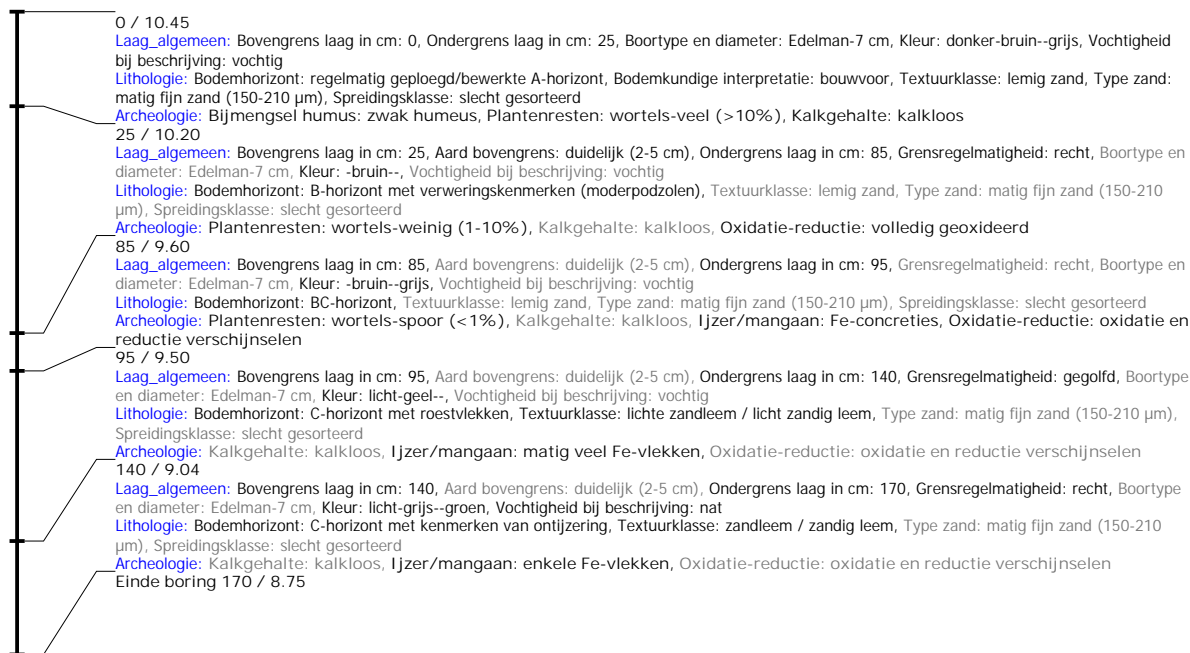 0 / 10.45
Laag_algemeen: Bovengrens laag in cm: 0, Ondergrens laag in cm: 25, Boortype en diameter: Edelman-7 cm, Kleur: donker-bruin--grijs, Vochtigheid
bij beschrijving: vochtig
Lithologie: Bodemhorizont: regelmatig geploegd/bewerkte A-horizont, Bodemkundige interpretatie: bouwvoor, Textuurklasse: lemig zand, Type zand:
matig fijn zand (150-210 µm), Spreidingsklasse: slecht gesorteerd
Archeologie: Bijmengsel humus: zwak humeus, Plantenresten: wortels-veel (>10%), Kalkgehalte: kalkloos
25 / 10.20
Laag_algemeen: Bovengrens laag in cm: 25, Aard bovengrens: duidelijk (2-5 cm), Ondergrens laag in cm: 85, Grensregelmatigheid: recht, Boortype en
diameter: Edelman-7 cm, Kleur: -bruin--, Vochtigheid bij beschrijving: vochtig
Lithologie: Bodemhorizont: B-horizont met verweringskenmerken (moderpodzolen), Textuurklasse: lemig zand, Type zand: matig fijn zand (150-210
µm), Spreidingsklasse: slecht gesorteerd
Archeologie: Plantenresten: wortels-weinig (1-10%), Kalkgehalte: kalkloos, Oxidatie-reductie: volledig geoxideerd
85 / 9.60
Laag_algemeen: Bovengrens laag in cm: 85, Aard bovengrens: duidelijk (2-5 cm), Ondergrens laag in cm: 95, Grensregelmatigheid: recht, Boortype en
diameter: Edelman-7 cm, Kleur: -bruin--grijs, Vochtigheid bij beschrijving: vochtig
Lithologie: Bodemhorizont: BC-horizont, Textuurklasse: lemig zand, Type zand: matig fijn zand (150-210 µm), Spreidingsklasse: slecht gesorteerd
Archeologie: Plantenresten: wortels-spoor (<1%), Kalkgehalte: kalkloos, Ijzer/mangaan: Fe-concreties, Oxidatie-reductie: oxidatie en
reductie verschijnselen
95 / 9.50
Laag_algemeen: Bovengrens laag in cm: 95, Aard bovengrens: duidelijk (2-5 cm), Ondergrens laag in cm: 140, Grensregelmatigheid: gegolfd, Boortype
en diameter: Edelman-7 cm, Kleur: licht-geel--, Vochtigheid bij beschrijving: vochtig
Lithologie: Bodemhorizont: C-horizont met roestvlekken, Textuurklasse: lichte zandleem / licht zandig leem, Type zand: matig fijn zand (150-210 µm),
Spreidingsklasse: slecht gesorteerd
Archeologie: Kalkgehalte: kalkloos, Ijzer/mangaan: matig veel Fe-vlekken, Oxidatie-reductie: oxidatie en reductie verschijnselen
140 / 9.04
Laag_algemeen: Bovengrens laag in cm: 140, Aard bovengrens: duidelijk (2-5 cm), Ondergrens laag in cm: 170, Grensregelmatigheid: recht, Boortype
en diameter: Edelman-7 cm, Kleur: licht-grijs--groen, Vochtigheid bij beschrijving: nat
Lithologie: Bodemhorizont: C-horizont met kenmerken van ontijzering, Textuurklasse: zandleem / zandig leem, Type zand: matig fijn zand (150-210
µm), Spreidingsklasse: slecht gesorteerd
Archeologie: Kalkgehalte: kalkloos, Ijzer/mangaan: enkele Fe-vlekken, Oxidatie-reductie: oxidatie en reductie verschijnselen
Einde boring 170 / 8.75